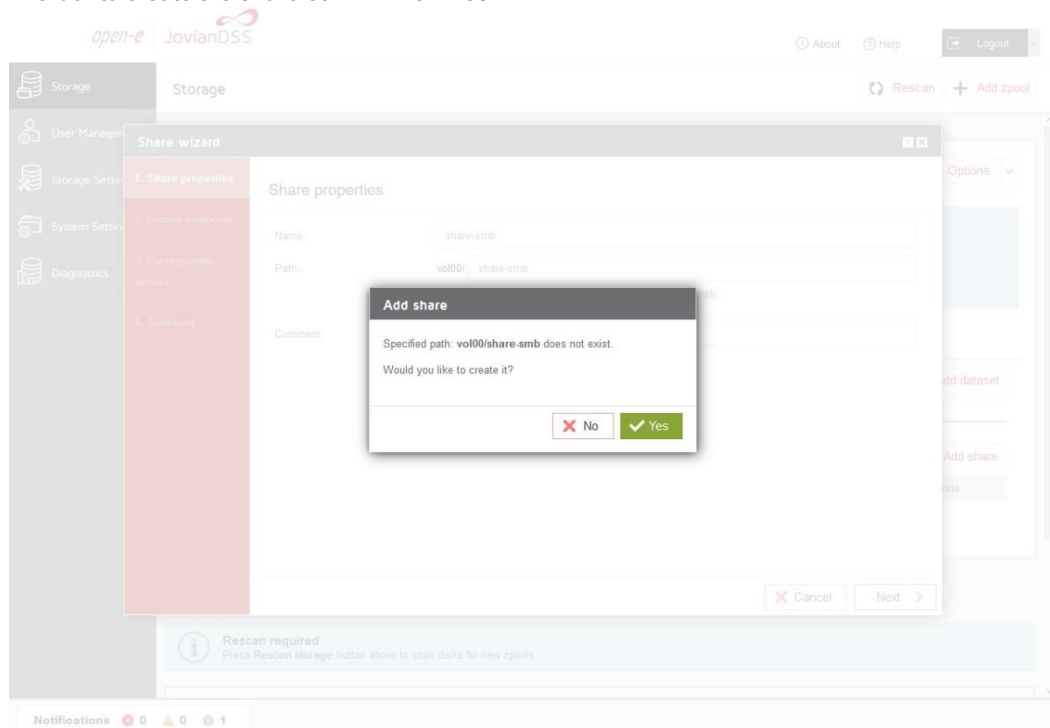 open-e JovianDSS
About Help Logout
Storage
Storage
Rescan Add zpool
User Manage
Share wizard
Options
Storage Settin
1. Share properties
Share properties
System Settin
2. Access protocols
Name: share-smb
Diagnostics
3. Users/groups access
Path: vol00/ share-smb
4. Summary
Comment:
Add share
Specified path: vol00/share-smb does not exist.
Would you like to create it?
No Yes
dd dataset
Add share
Cancel Next
Rescan required
Press Rescan storage button above to scan disks for new zpools.
Notifications 0 0 1